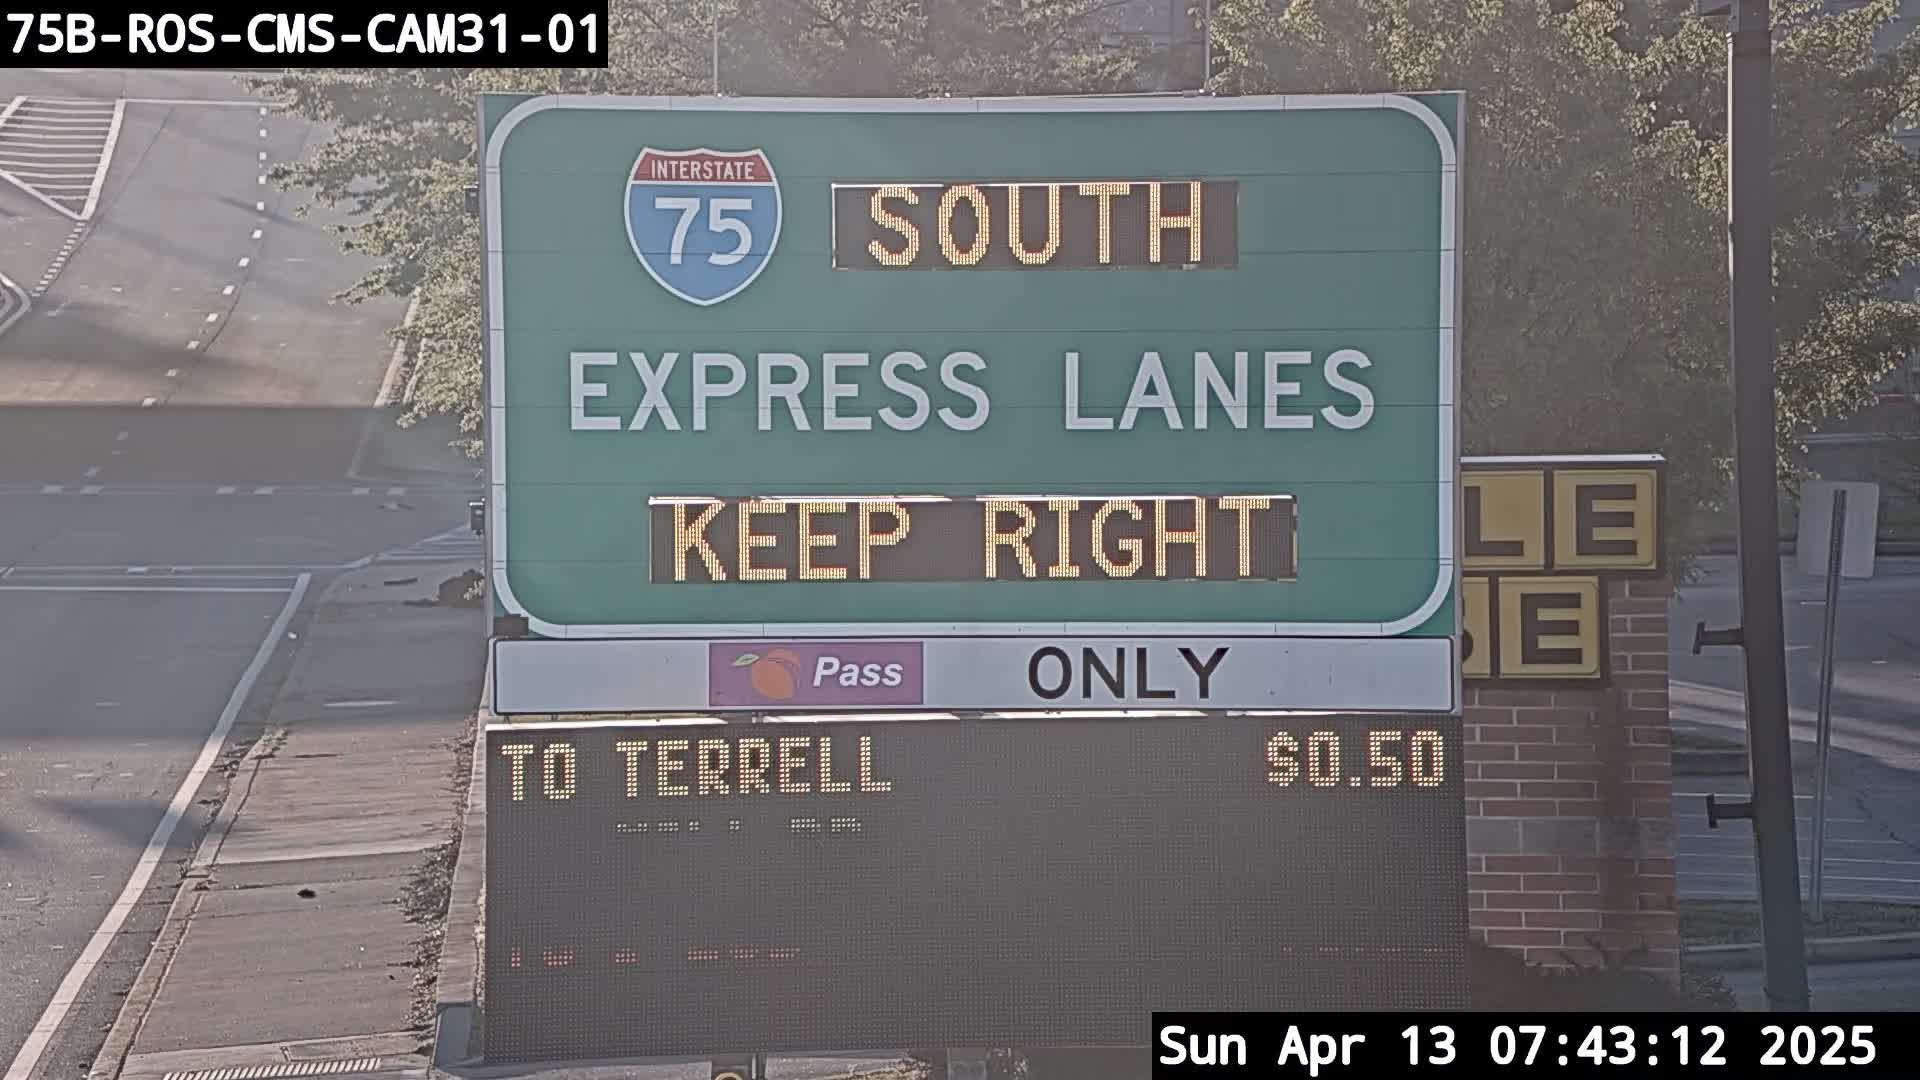 75B-ROS-CMS-CAM31-01
INTERSTATE
75
SOUTH
EXPRESS LANES
KEEP RIGHT
Pass ONLY
TO TERRELL $0.50
LE
E
Sun Apr 13 07:43:12 2025